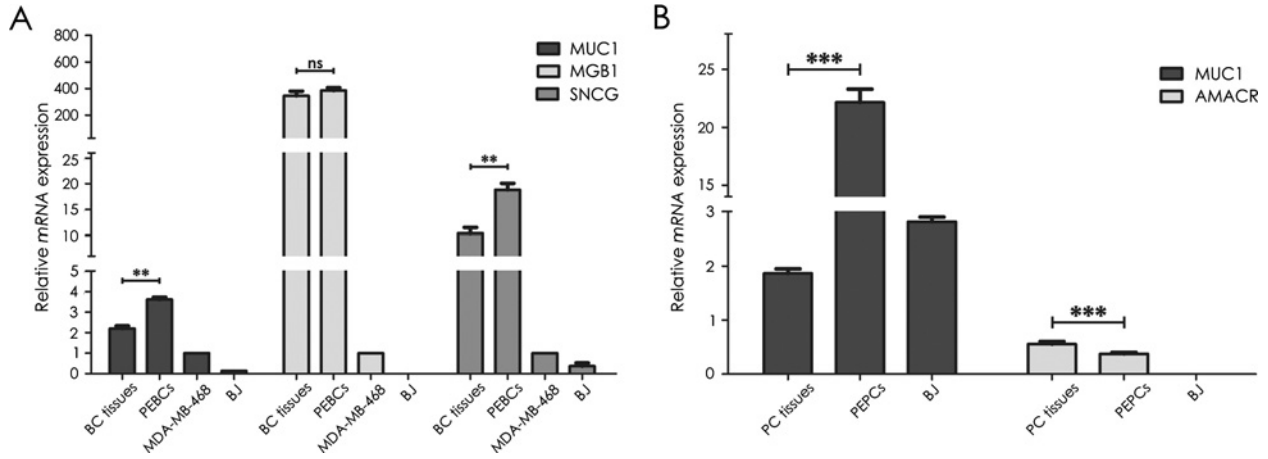 A
Relative mRNA expression
800
600
400
200
25
20
15
10
5
4
3
2
1
0
**
ns
**
MUC1
MGB1
SNCG
BC tissues
PEBCs
MDA-MB-468
BJ
BC tissues
PEBCs
MDA-MB-468
BJ
BC tissues
PEBCs
MDA-MB-468
BJ
B
Relative mRNA expression
25
20
15
3
2
1
0
***
***
MUC1
AMACR
PC tissues
PEPCs
BJ
PC tissues
PEPCs
BJ